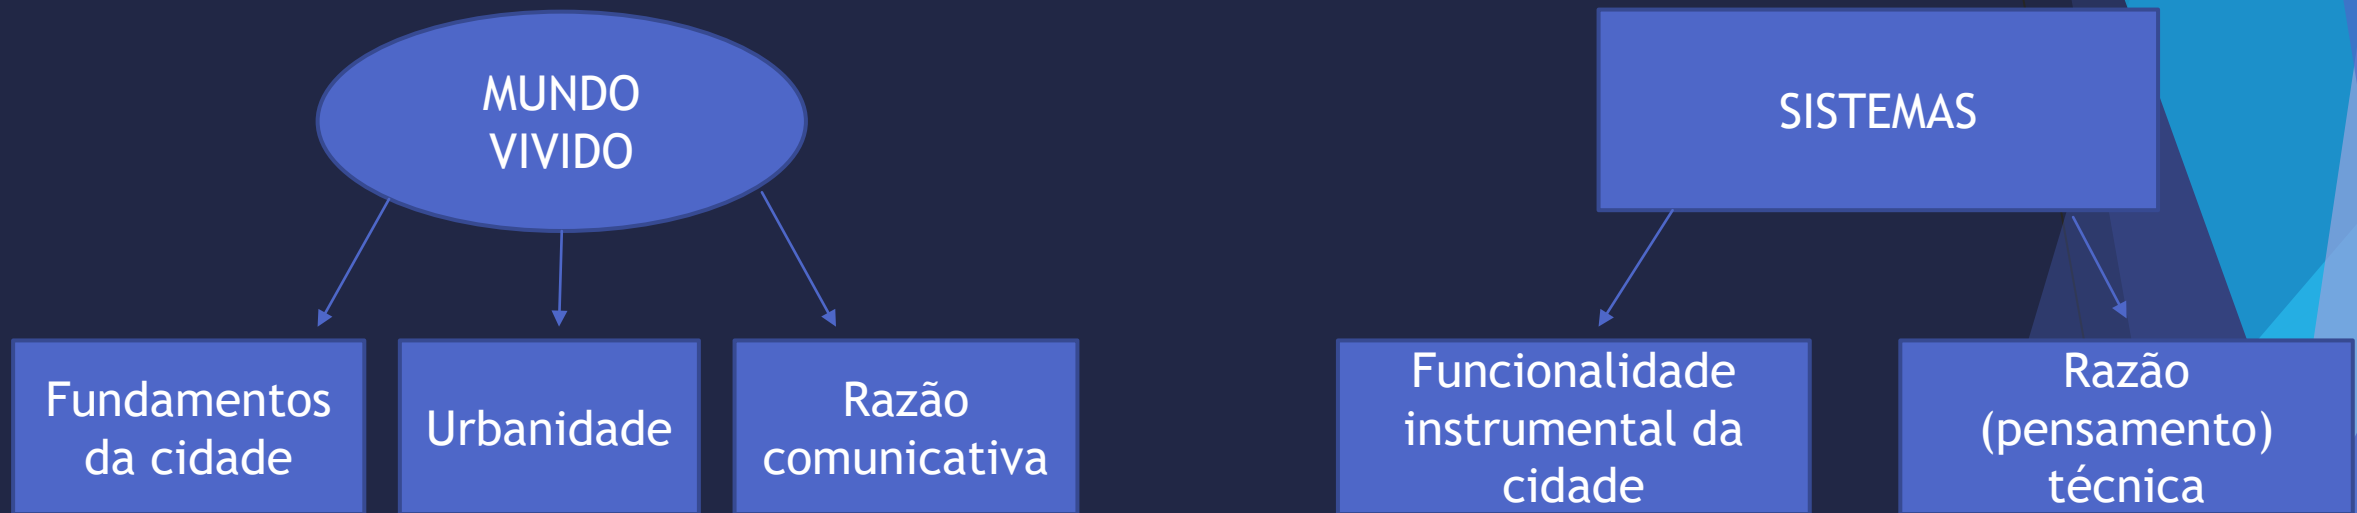 MUNDO
VIVIDO
SISTEMAS
Fundamentos
da cidade
Urbanidade
Razão
comunicativa
Funcionalidade
instrumental da
cidade
Razão
(pensamento)
técnica